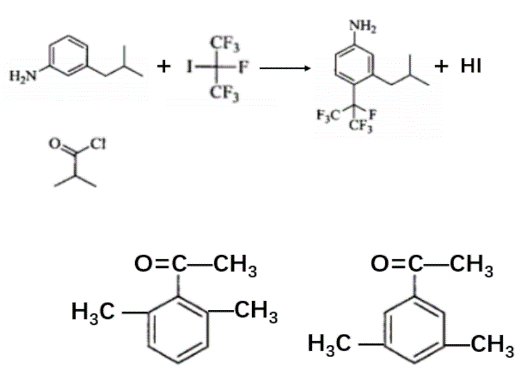 H₂N
+
CF₃
I
F
CF₃
NH₂
F₃C
F
CF₃
+ HI
O
Cl
O=C—CH₃
H₃C
CH₃
O=C—CH₃
H₃C
CH₃